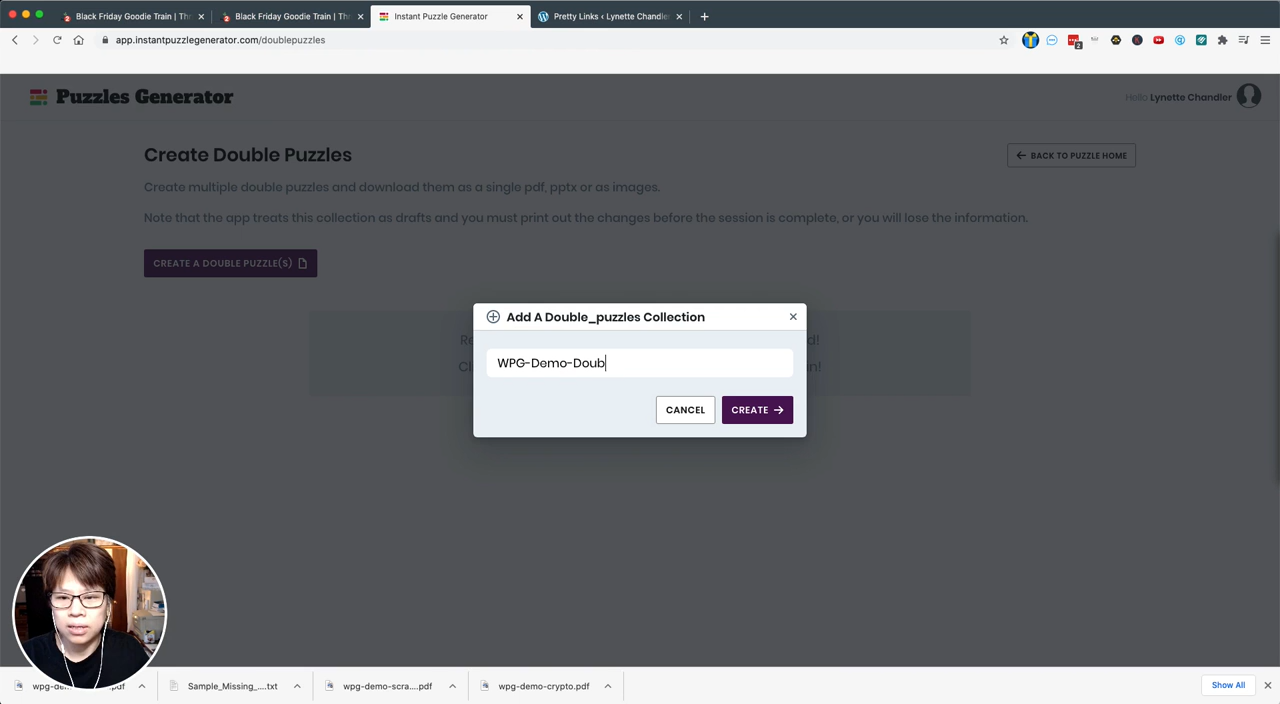 Black Friday Goodie Train | Thr
Black Friday Goodie Train | Thr
Instant Puzzle Generator
Pretty Links ‹ Lynette Chandler
app.instantpuzzlegenerator.com/doublepuzzles
2
Puzzles Generator
Hello Lynette Chandler
Create Double Puzzles
BACK TO PUZZLE HOME
Create multiple double puzzles and download them as a single pdf, pptx or as images.
Note that the app treats this collection as drafts and you must print out the changes before the session is complete, or you will lose the information.
CREATE A DOUBLE PUZZLE(S)
Add A Double_puzzles Collection
WPG-Demo-Doub
CANCEL
CREATE
Sample_Missing_....txt
wpg-demo-scra....pdf
wpg-demo-crypto.pdf
Show All